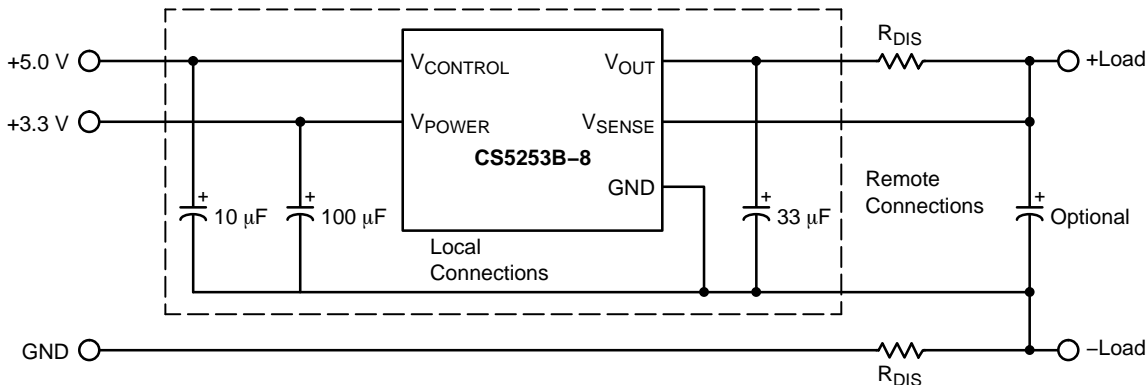 R_DIS
+5.0 V
V_CONTROL
V_OUT
+Load
+3.3 V
V_POWER
V_SENSE
CS5253B−8
GND
Remote
Connections
+
10 μF
+
100 μF
+
33 μF
+
Optional
Local
Connections
GND
−Load
R_DIS